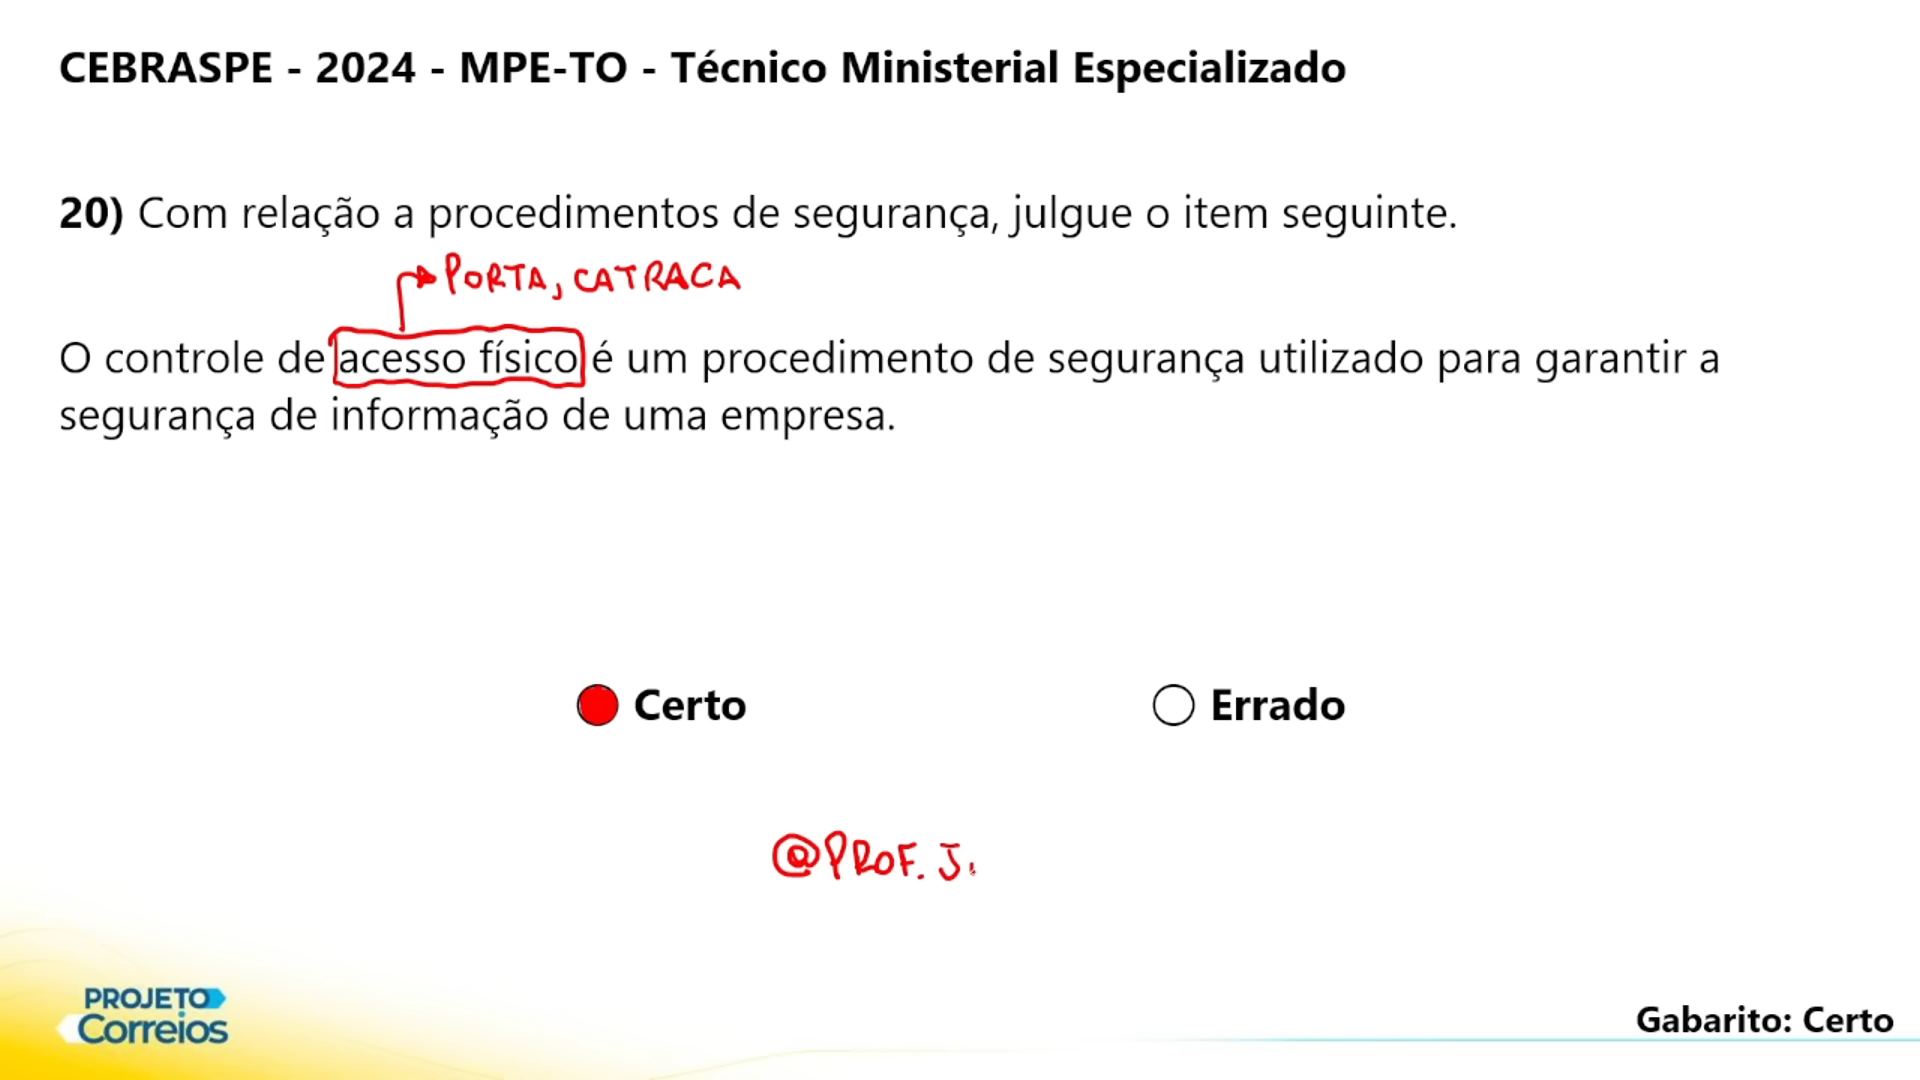 CEBRASPE - 2024 - MPE-TO - Técnico Ministerial Especializado
20) Com relação a procedimentos de segurança, julgue o item seguinte.
PORTA, CATRACA
O controle de acesso físico é um procedimento de segurança utilizado para garantir a
segurança de informação de uma empresa.
Certo
Errado
@PROF. J
PROJETO
Correios
Gabarito: Certo